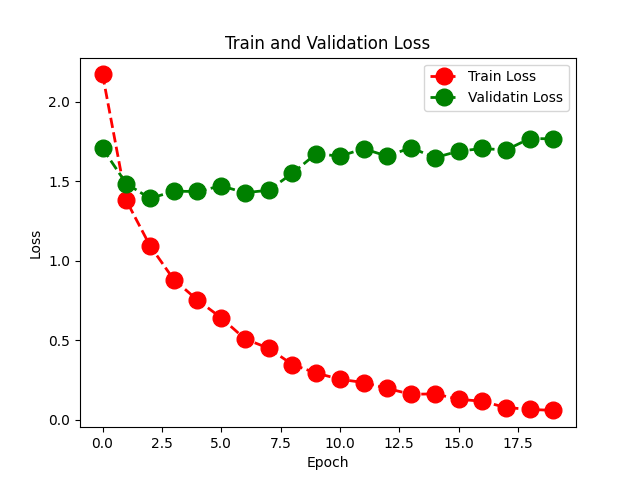 Train and Validation Loss
Train Loss
Validatin Loss
2.0
1.5
1.0
0.5
0.0
Loss
0.0 2.5 5.0 7.5 10.0 12.5 15.0 17.5
Epoch